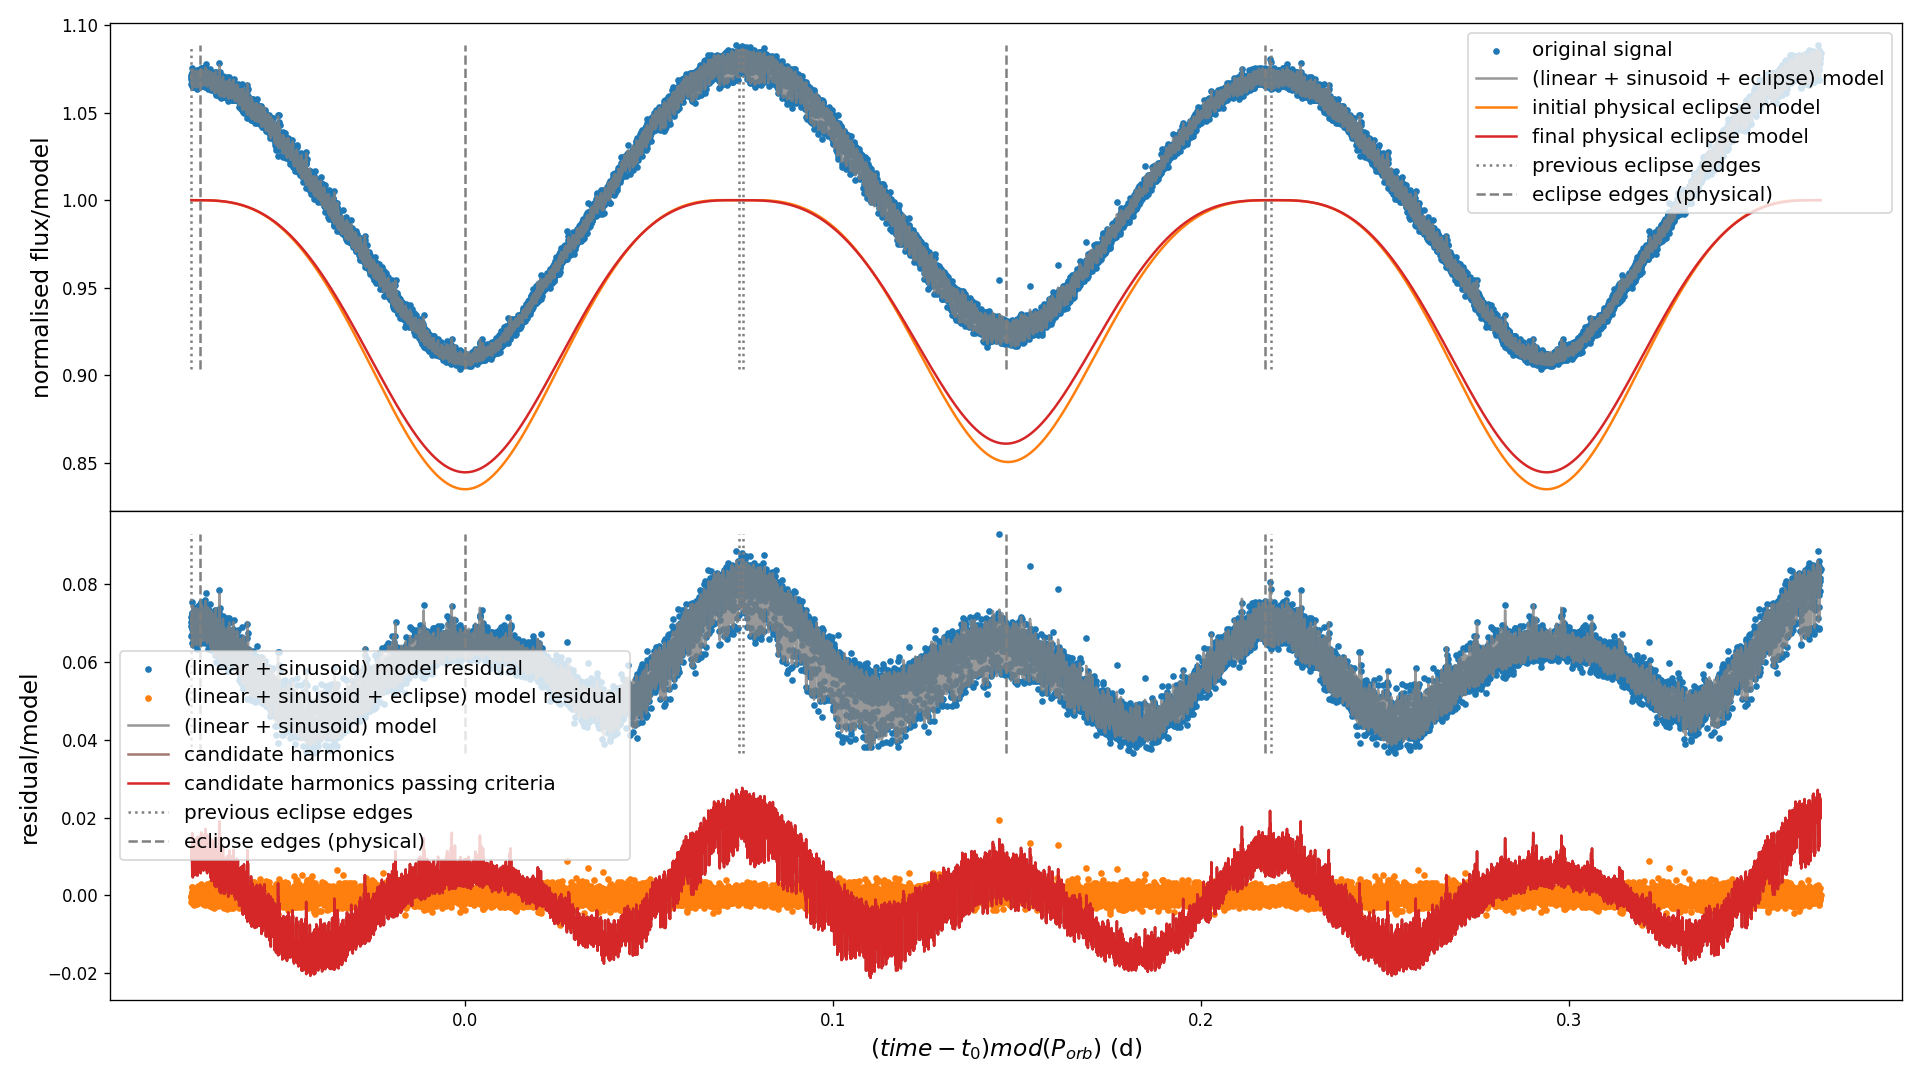 1.10
1.05
1.00
0.95
0.90
0.85
normalised flux/model
original signal
(linear + sinusoid + eclipse) model
initial physical eclipse model
final physical eclipse model
previous eclipse edges
eclipse edges (physical)
0.08
0.06
0.04
0.02
0.00
−0.02
residual/model
(linear + sinusoid) model residual
(linear + sinusoid + eclipse) model residual
(linear + sinusoid) model
candidate harmonics
candidate harmonics passing criteria
previous eclipse edges
eclipse edges (physical)
0.0 0.1 0.2 0.3
(time − t₀)mod(Pₒᵣb) (d)